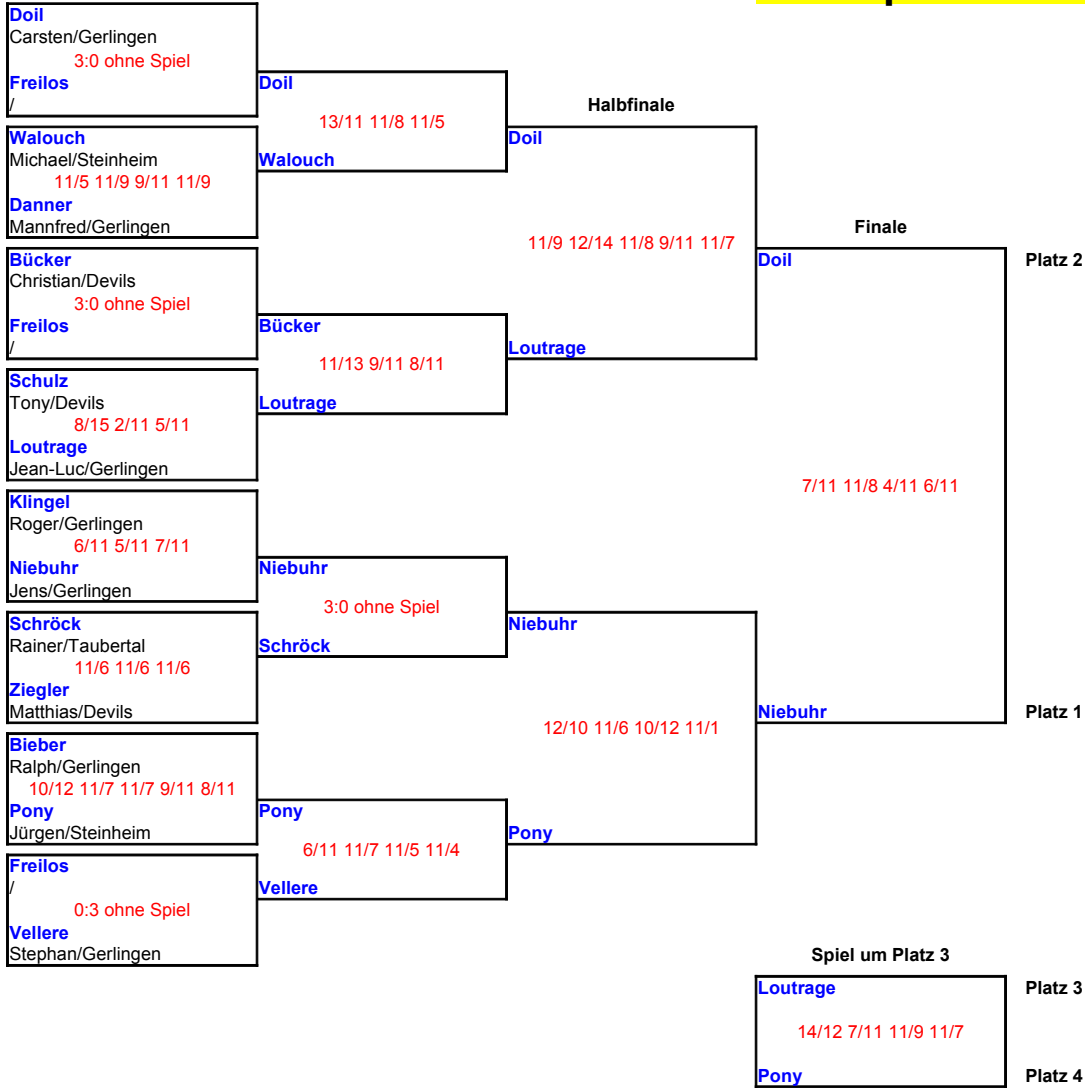 Doil
Carsten/Gerlingen
3:0 ohne Spiel
Freilos
/
Walouch
Michael/Steinheim
11/5 11/9 9/11 11/9
Danner
Mannfred/Gerlingen
Bücker
Christian/Devils
3:0 ohne Spiel
Freilos
/
Schulz
Tony/Devils
8/15 2/11 5/11
Loutrage
Jean-Luc/Gerlingen
Klingel
Roger/Gerlingen
6/11 5/11 7/11
Niebuhr
Jens/Gerlingen
Schröck
Rainer/Taubertal
11/6 11/6 11/6
Ziegler
Matthias/Devils
Bieber
Ralph/Gerlingen
10/12 11/7 11/7 9/11 8/11
Pony
Jürgen/Steinheim
Freilos
/
0:3 ohne Spiel
Vellere
Stephan/Gerlingen
Doil
13/11 11/8 11/5
Walouch
Bücker
11/13 9/11 8/11
Loutrage
Niebuhr
3:0 ohne Spiel
Schröck
Pony
6/11 11/7 11/5 11/4
Vellere
Halbfinale
Doil
11/9 12/14 11/8 9/11 11/7
Loutrage
Niebuhr
12/10 11/6 10/12 11/1
Pony
Finale
Doil
7/11 11/8 4/11 6/11
Niebuhr
Platz 2
Platz 1
Spiel um Platz 3
Loutrage
14/12 7/11 11/9 11/7
Pony
Platz 3
Platz 4